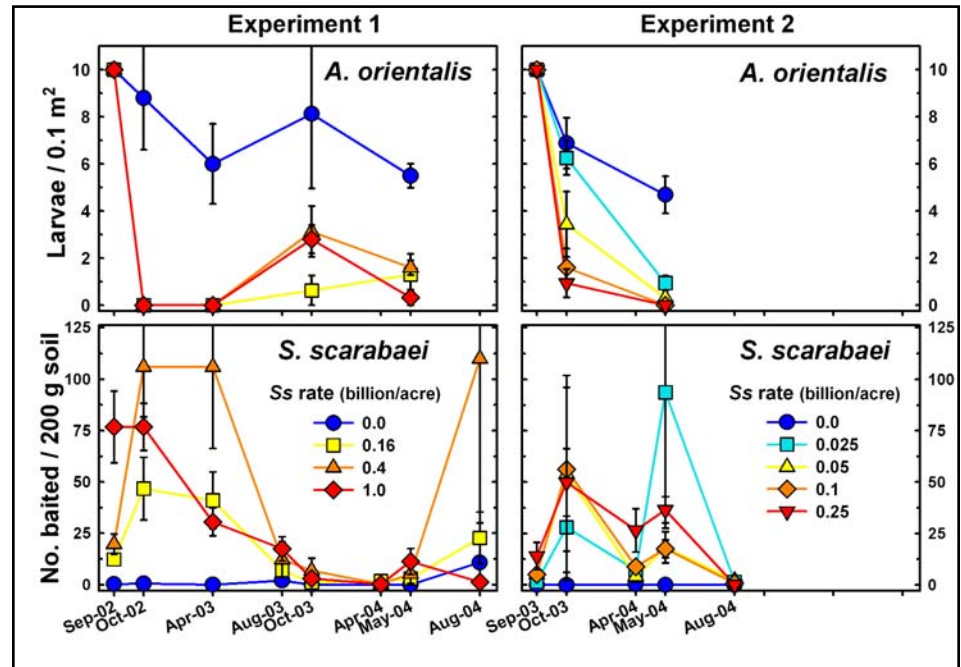 Experiment 1
Experiment 2
A. orientalis
A. orientalis
Larvae / 0.1 m²
10
8
6
4
2
0
10
8
6
4
2
0
S. scarabaei
S. scarabaei
No. baited / 200 g soil
125
100
75
50
25
0
Ss rate (billion/acre)
0.0
0.16
0.4
1.0
Ss rate (billion/acre)
0.0
0.025
0.05
0.1
0.25
125
100
75
50
25
0
Sep-02
Oct-02
Apr-03
Aug-03
Oct-03
Apr-04
May-04
Aug-04
Sep-03
Oct-03
Apr-04
May-04
Aug-04